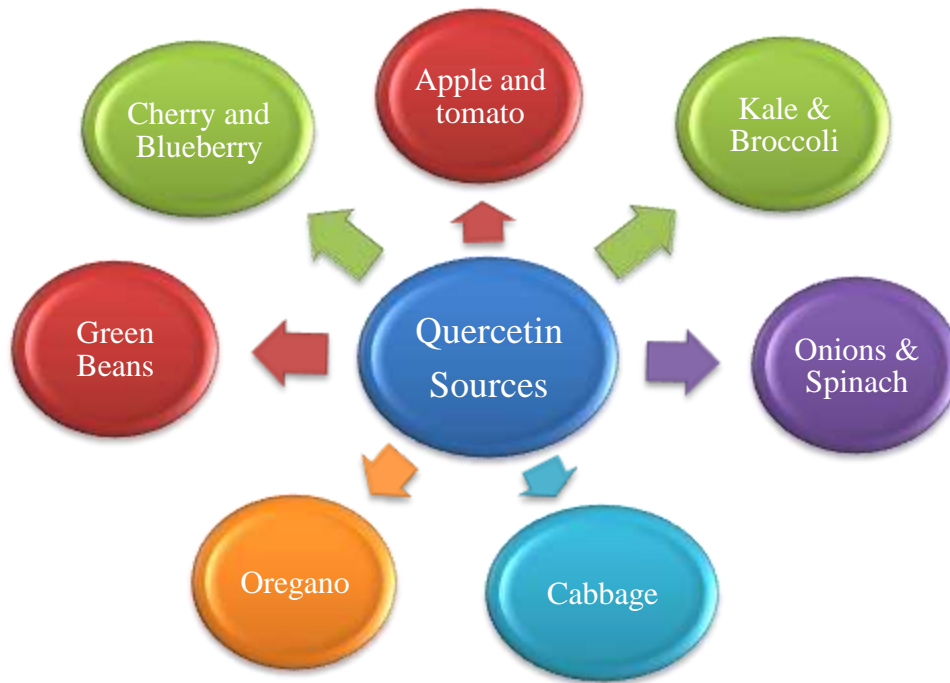 Apple and
tomato
Cherry and
Blueberry
Kale &
Broccoli
Quercetin
Sources
Green
Beans
Onions &
Spinach
Oregano
Cabbage